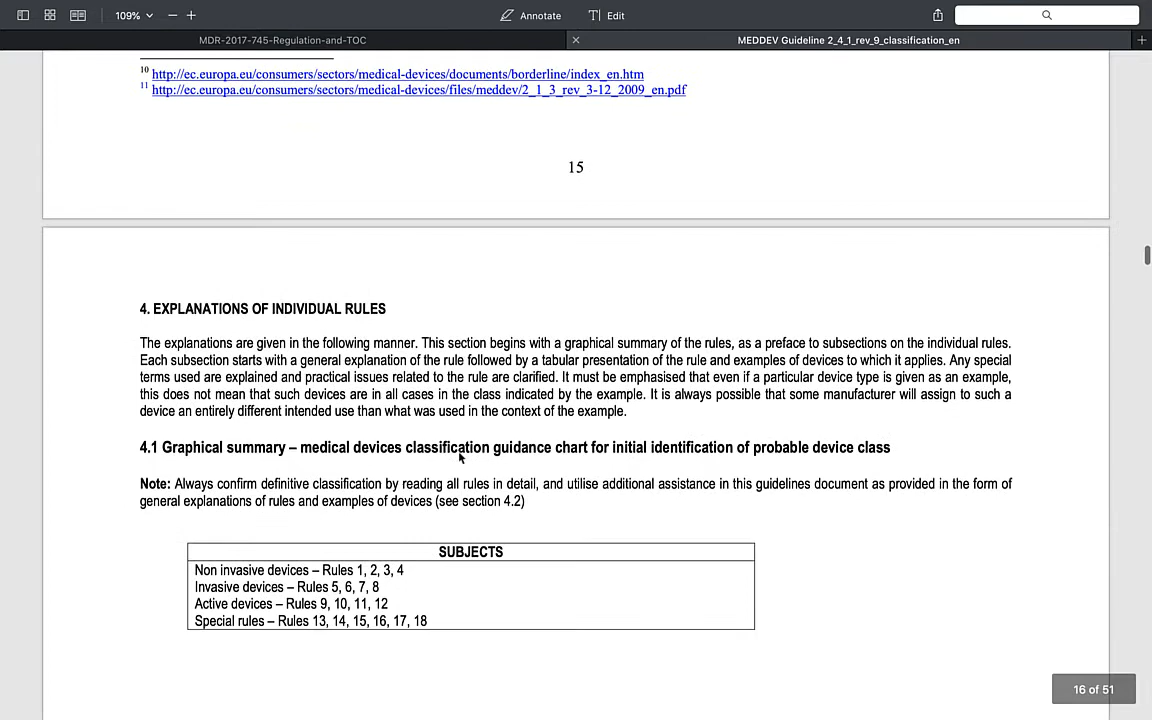 109%
Annotate
Edit
MDR-2017-745-Regulation-and-TOC
MEDDEV Guideline 2_4_1_rev_9_classification_en
10 http://ec.europa.eu/consumers/sectors/medical-devices/documents/borderline/index_en.htm
11 http://ec.europa.eu/consumers/sectors/medical-devices/files/meddev/2_1_3_rev_3-12_2009_en.pdf
15
4. EXPLANATIONS OF INDIVIDUAL RULES
The explanations are given in the following manner. This section begins with a graphical summary of the rules, as a preface to subsections on the individual rules.
Each subsection starts with a general explanation of the rule followed by a tabular presentation of the rule and examples of devices to which it applies. Any special
terms used are explained and practical issues related to the rule are clarified. It must be emphasised that even if a particular device type is given as an example,
this does not mean that such devices are in all cases in the class indicated by the example. It is always possible that some manufacturer will assign to such a
device an entirely different intended use than what was used in the context of the example.
4.1 Graphical summary – medical devices classification guidance chart for initial identification of probable device class
Note: Always confirm definitive classification by reading all rules in detail, and utilise additional assistance in this guidelines document as provided in the form of
general explanations of rules and examples of devices (see section 4.2)
SUBJECTS
Non invasive devices – Rules 1, 2, 3, 4
Invasive devices – Rules 5, 6, 7, 8
Active devices – Rules 9, 10, 11, 12
Special rules – Rules 13, 14, 15, 16, 17, 18
16 of 51